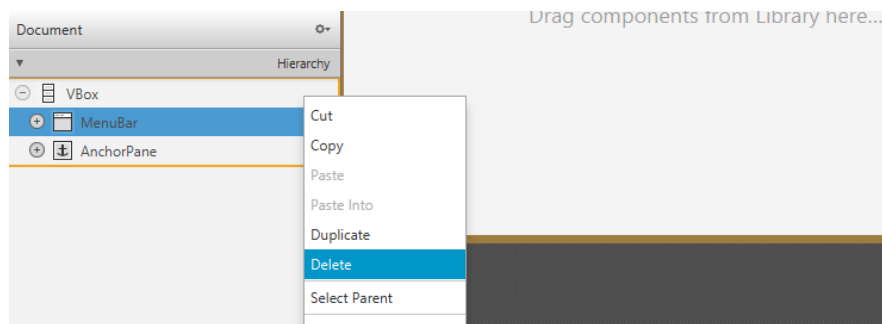 Drag components from Library here...
Document
Hierarchy
VBox
MenuBar
AnchorPane
Cut
Copy
Paste
Paste Into
Duplicate
Delete
Select Parent